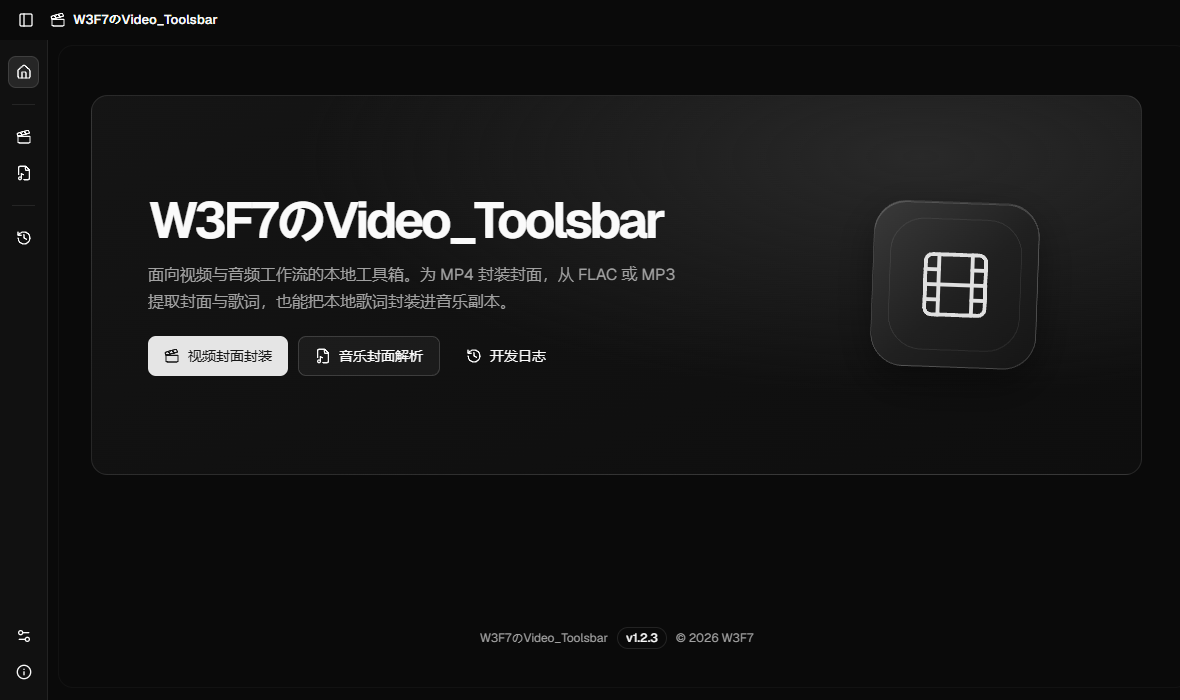 W3F7のVideo_Toolsbar
W3F7のVideo_Toolsbar
面向视频与音频工作流的本地工具箱。为 MP4 封装封面，从 FLAC 或 MP3
提取封面与歌词，也能把本地歌词封装进音乐副本。
视频封面封装
音乐封面解析
开发日志
W3F7のVideo_Toolsbar v1.2.3 © 2026 W3F7